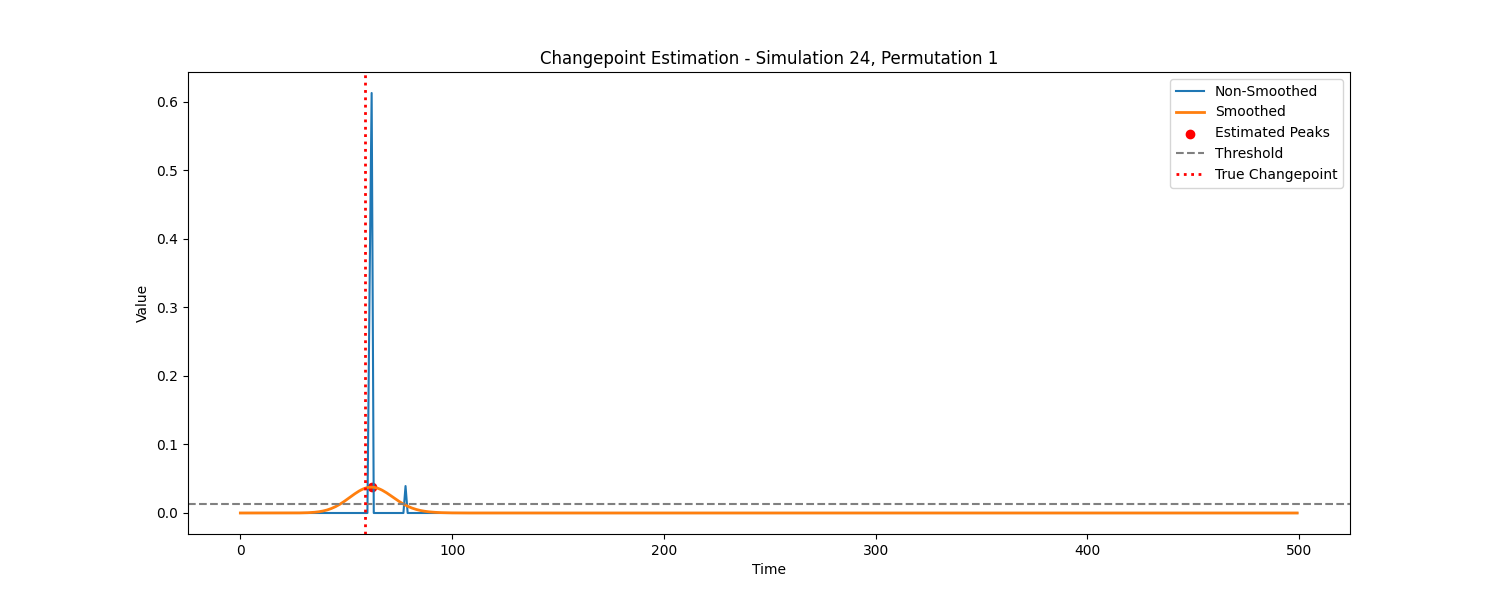 Changepoint Estimation - Simulation 24, Permutation 1
Non-Smoothed
Smoothed
Estimated Peaks
Threshold
True Changepoint
0.6
0.5
0.4
0.3
0.2
0.1
0.0
Value
0 100 200 300 400 500
Time